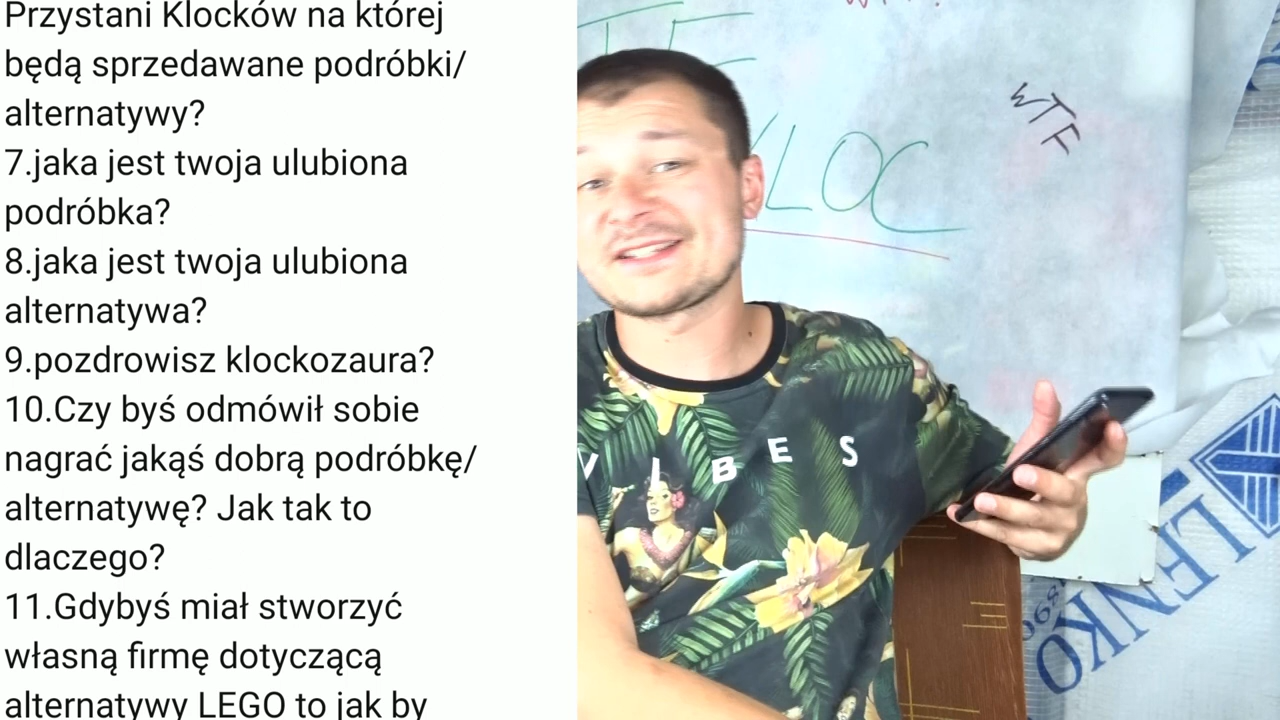 Przystani Klocków na której
będą sprzedawane podróbki/
alternatywy?
7.jaka jest twoja ulubiona
podróbka?
8.jaka jest twoja ulubiona
alternatywa?
9.pozdrowisz klockozaura?
10.Czy byś odmówił sobie
nagrać jakąś dobrą podróbkę/
alternatywę? Jak tak to
dlaczego?
11.Gdybyś miał stworzyć
własną firmę dotyczącą
alternatywy LEGO to jak by
WTF
VIBES
LENKO